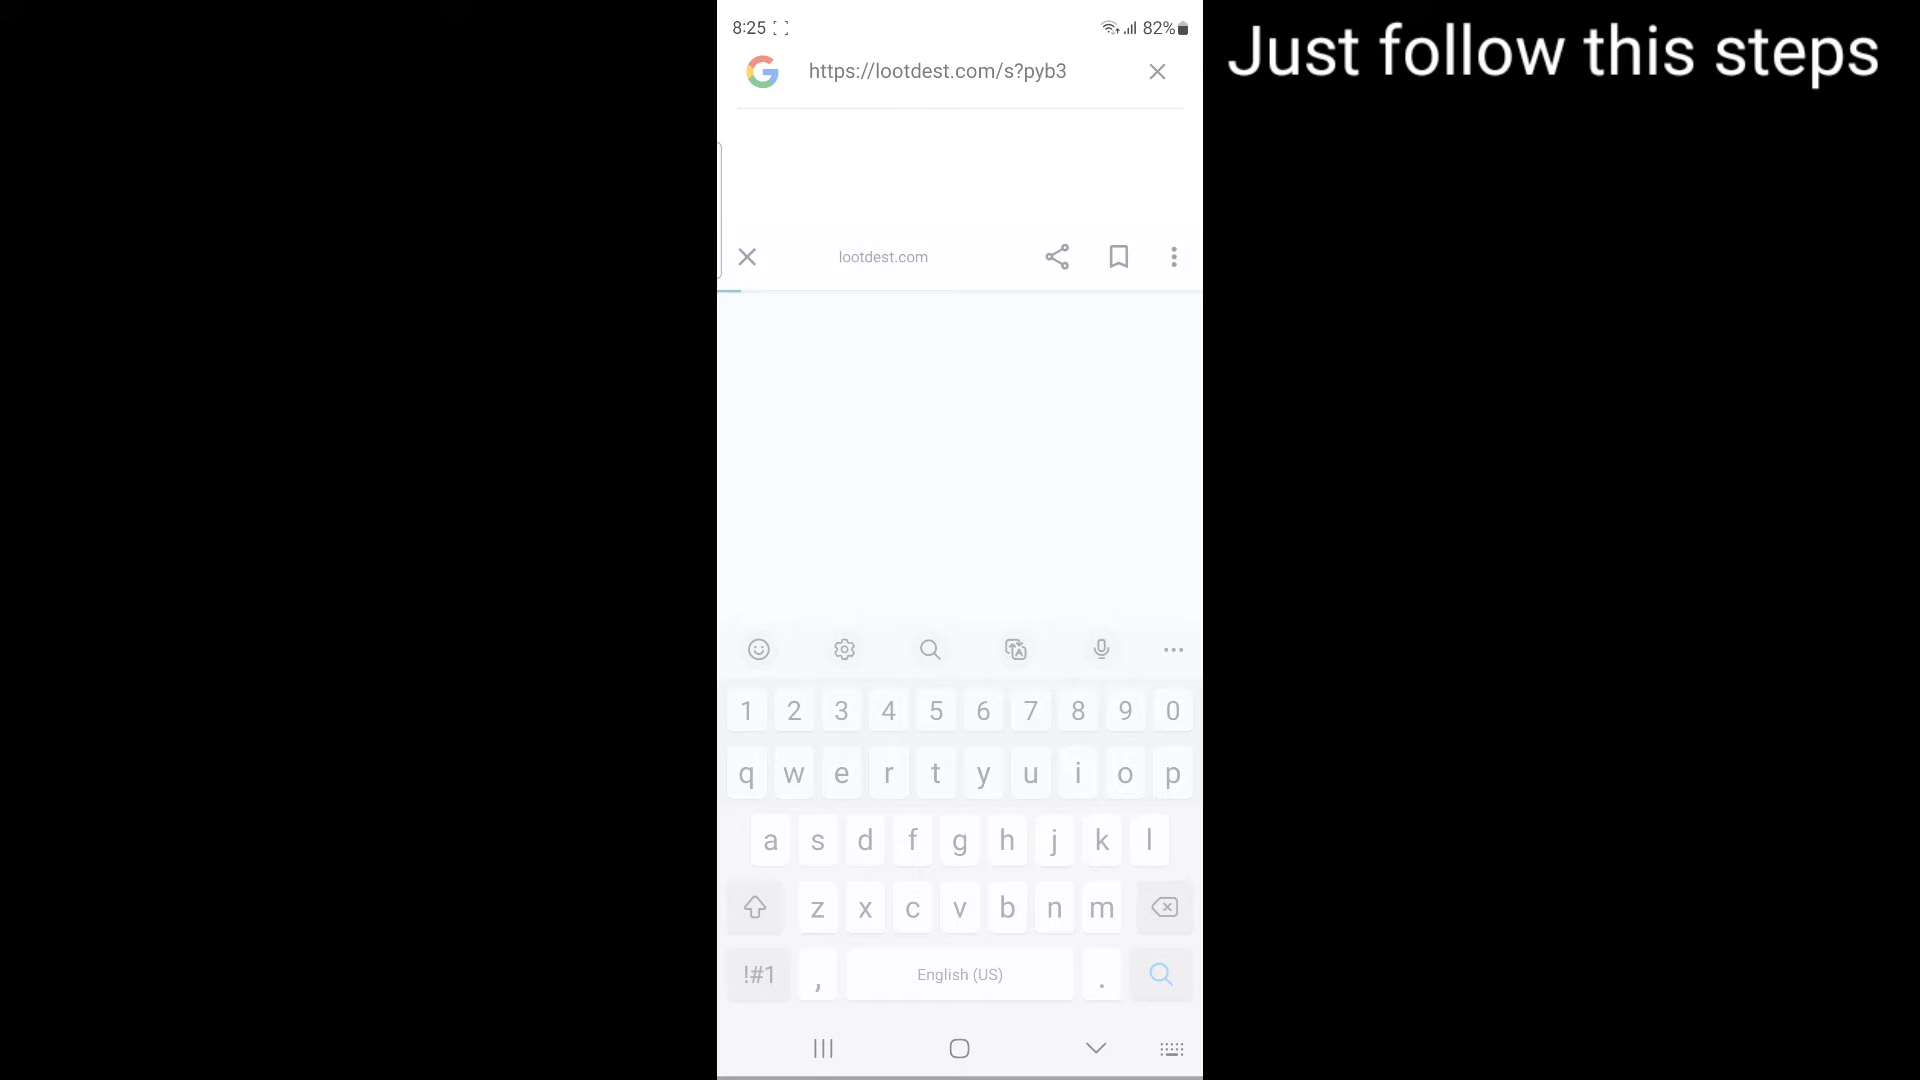 8:25
82%
Just follow this steps
https://lootdest.com/s?pyb3
lootdest.com
1 2 3 4 5 6 7 8 9 0
q w e r t y u i o p
a s d f g h j k l
z x c v b n m
!#1 , English (US) .